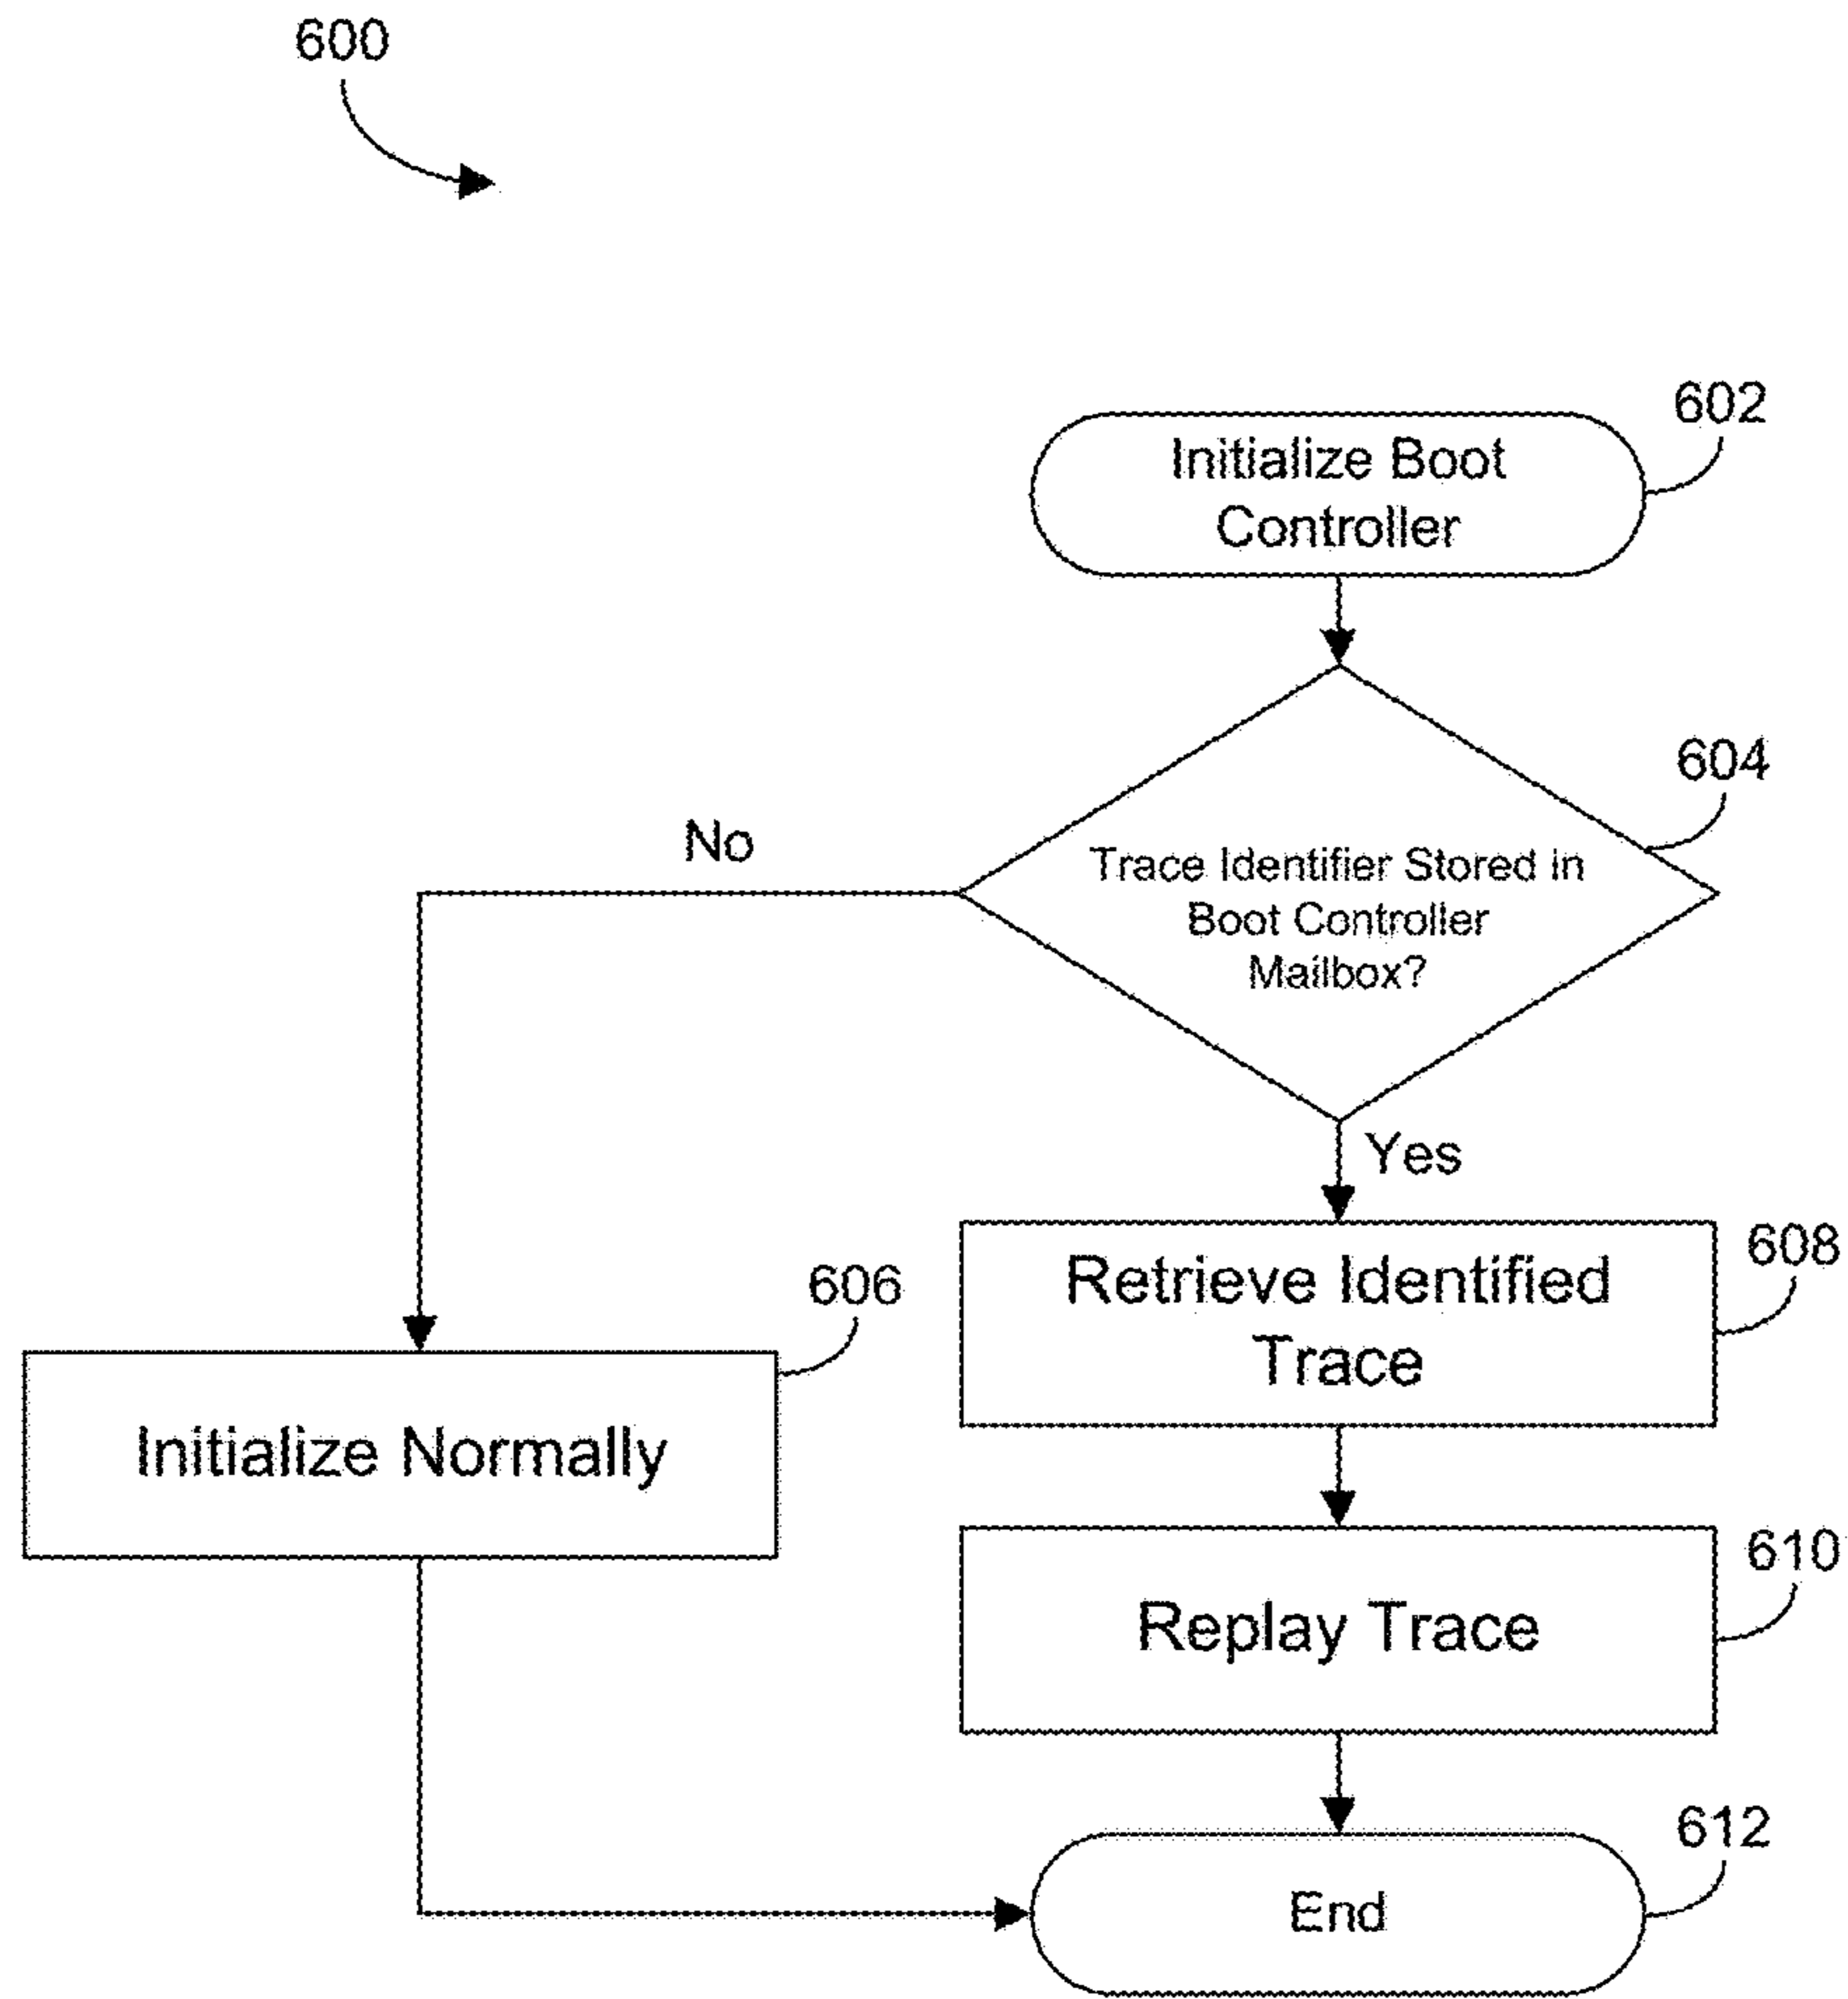 600
602
Initialize Boot
Controller
604
No
Trace Identifier Stored in
Boot Controller
Mailbox?
Yes
608
Retrieve Identified
Trace
606
Initialize Normally
610
Replay Trace
612
End